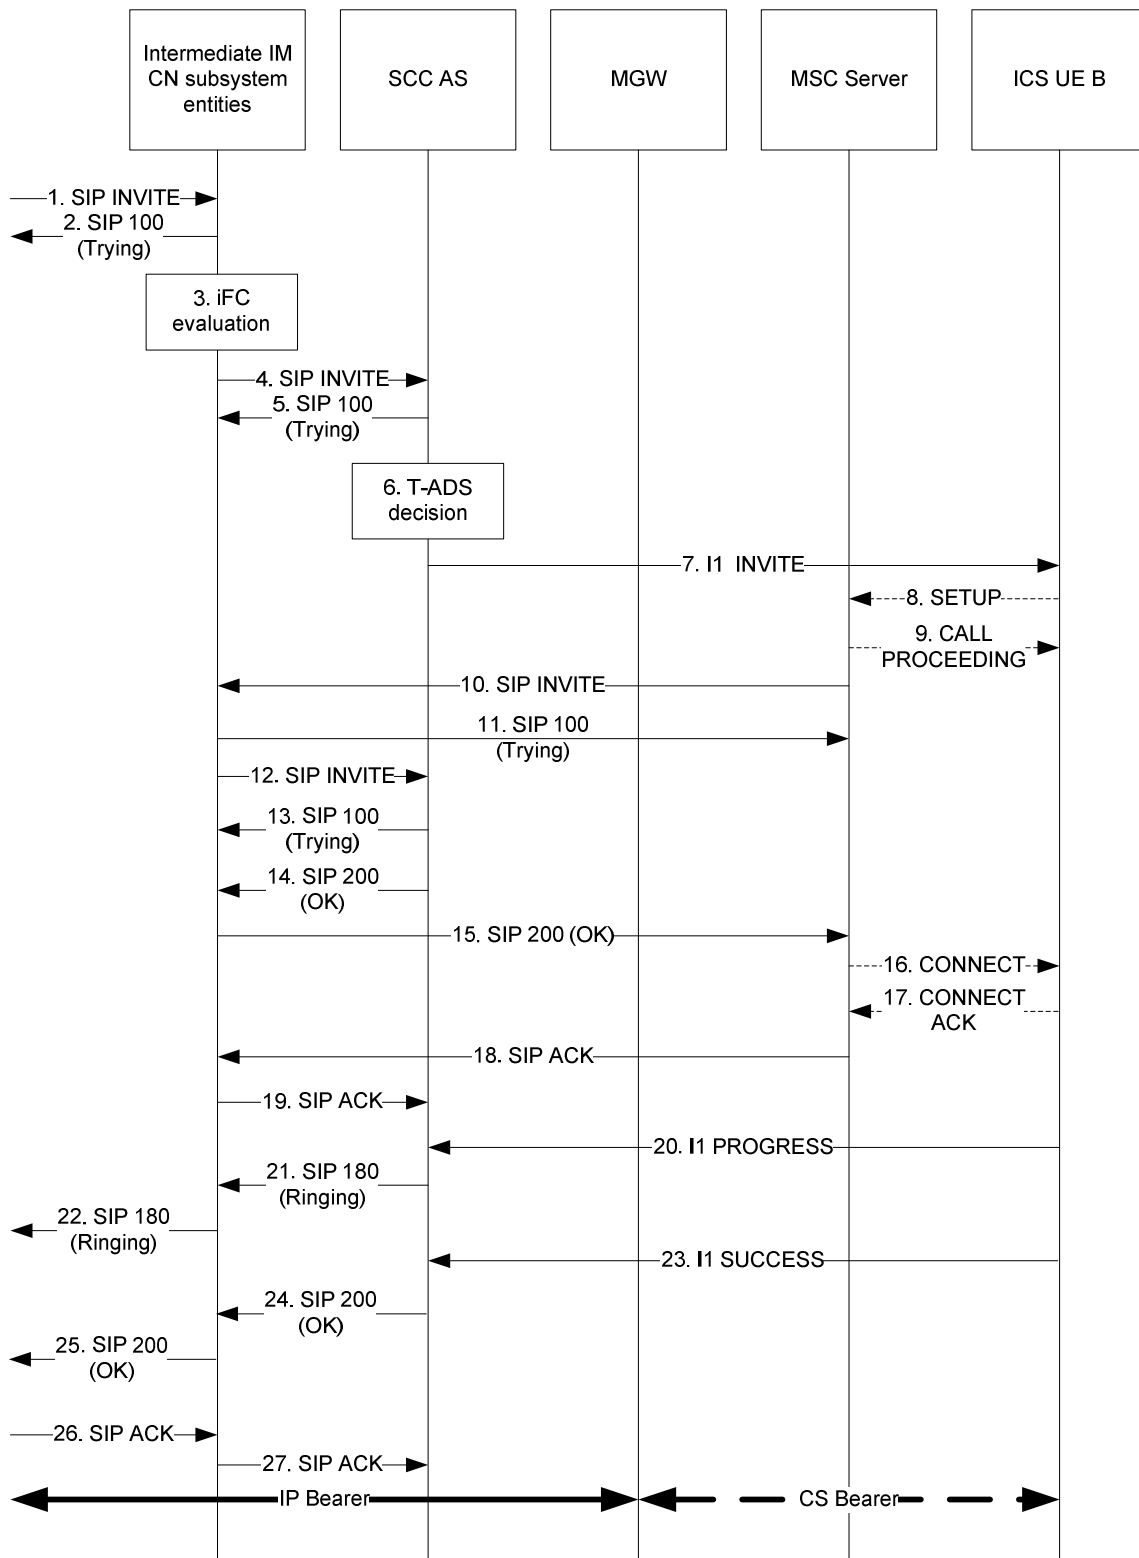 Intermediate IM
CN subsystem
entities
SCC AS
MGW
MSC Server
ICS UE B
1. SIP INVITE
2. SIP 100
(Trying)
3. iFC
evaluation
4. SIP INVITE
5. SIP 100
(Trying)
6. T-ADS
decision
7. I1 INVITE
8. SETUP
9. CALL
PROCEEDING
10. SIP INVITE
11. SIP 100
(Trying)
12. SIP INVITE
13. SIP 100
(Trying)
14. SIP 200
(OK)
15. SIP 200 (OK)
16. CONNECT
17. CONNECT
ACK
18. SIP ACK
19. SIP ACK
20. I1 PROGRESS
21. SIP 180
(Ringing)
22. SIP 180
(Ringing)
23. I1 SUCCESS
24. SIP 200
(OK)
25. SIP 200
(OK)
26. SIP ACK
27. SIP ACK
IP Bearer
CS Bearer